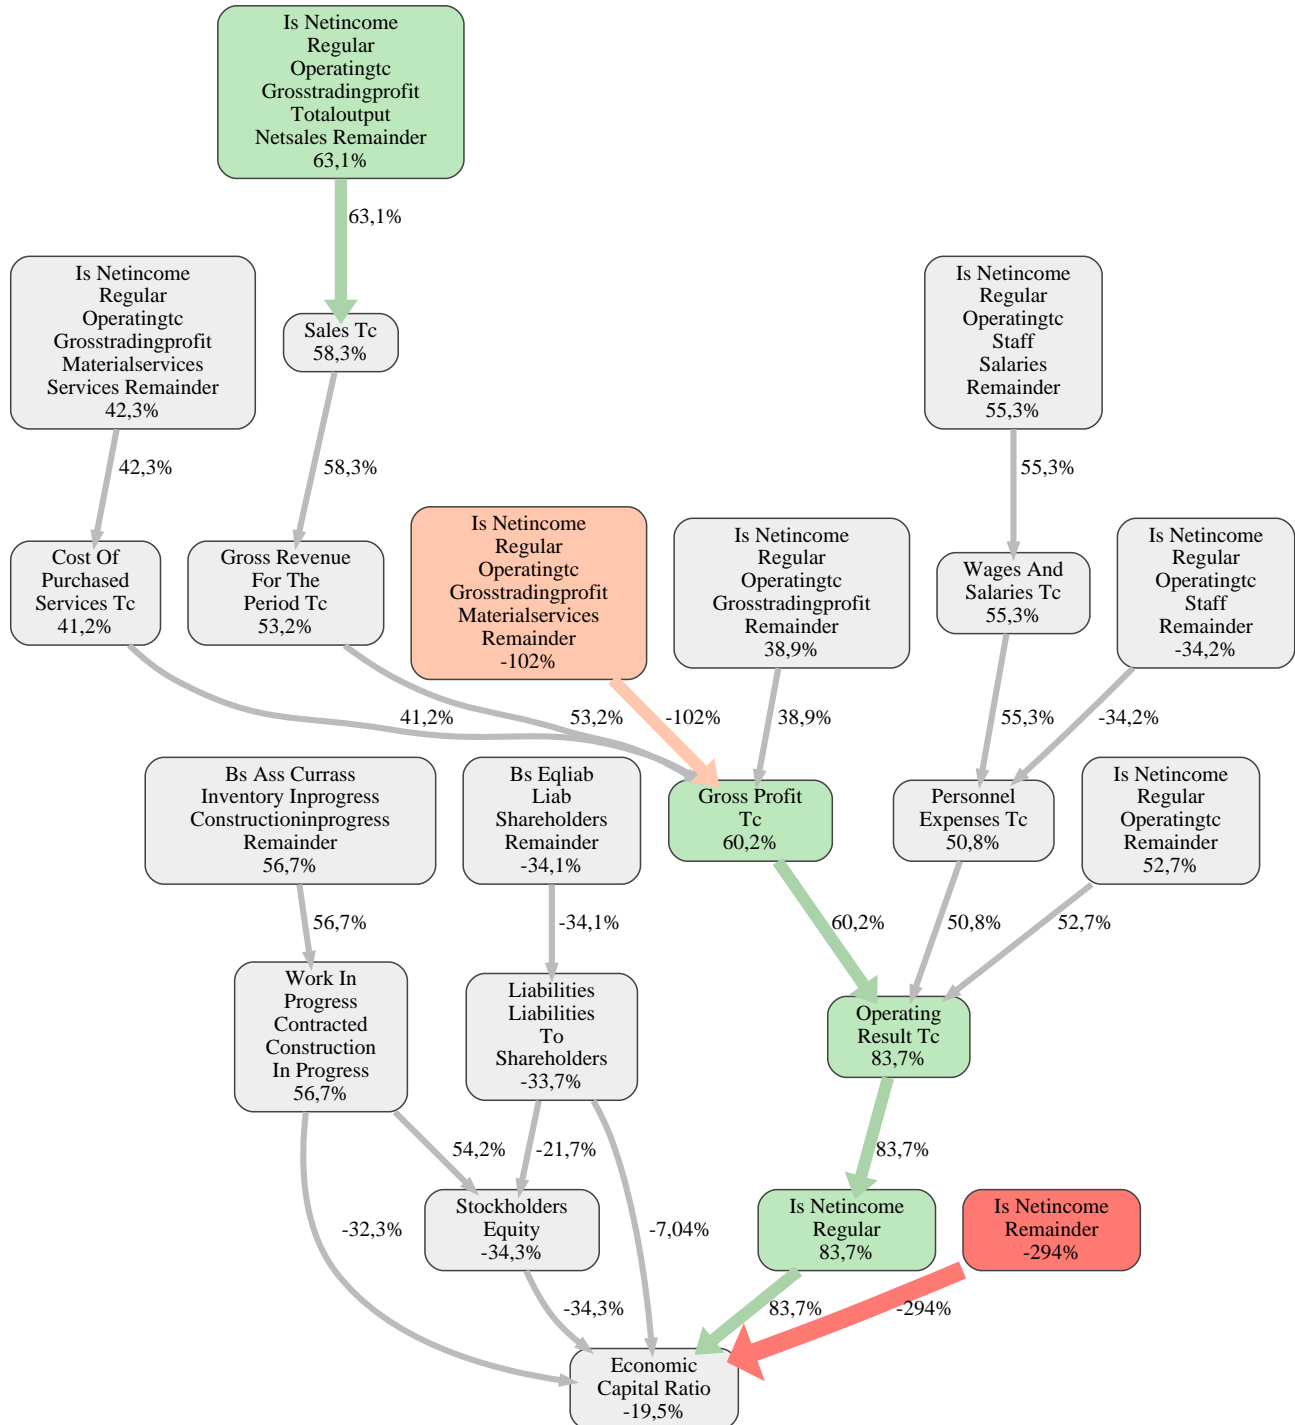 Is Netincome
Regular
Operatingtc
Grosstradingprofit
Totaloutput
Netsales Remainder
63,1%
63,1%
Is Netincome
Regular
Operatingtc
Grosstradingprofit
Materialservices
Services Remainder
42,3%
Sales Tc
58,3%
Is Netincome
Regular
Operatingtc
Staff
Salaries
Remainder
55,3%
42,3%
58,3%
55,3%
Cost Of
Purchased
Services Tc
41,2%
Gross Revenue
For The
Period Tc
53,2%
Is Netincome
Regular
Operatingtc
Grosstradingprofit
Materialservices
Remainder
-102%
Is Netincome
Regular
Operatingtc
Grosstradingprofit
Remainder
38,9%
Wages And
Salaries Tc
55,3%
Is Netincome
Regular
Operatingtc
Staff
Remainder
-34,2%
41,2%
53,2%
-102%
38,9%
55,3%
-34,2%
Bs Ass Currass
Inventory Inprogress
Constructioninprogress
Remainder
56,7%
Bs Eqliab
Liab
Shareholders
Remainder
-34,1%
Gross Profit
Tc
60,2%
Personnel
Expenses Tc
50,8%
Is Netincome
Regular
Operatingtc
Remainder
52,7%
56,7%
-34,1%
60,2%
50,8%
52,7%
Work In
Progress
Contracted
Construction
In Progress
56,7%
Liabilities
Liabilities
To
Shareholders
-33,7%
Operating
Result Tc
83,7%
54,2%
-21,7%
83,7%
-32,3%
Stockholders
Equity
-34,3%
-7,04%
Is Netincome
Regular
83,7%
Is Netincome
Remainder
-294%
-34,3%
83,7%
-294%
Economic
Capital Ratio
-19,5%